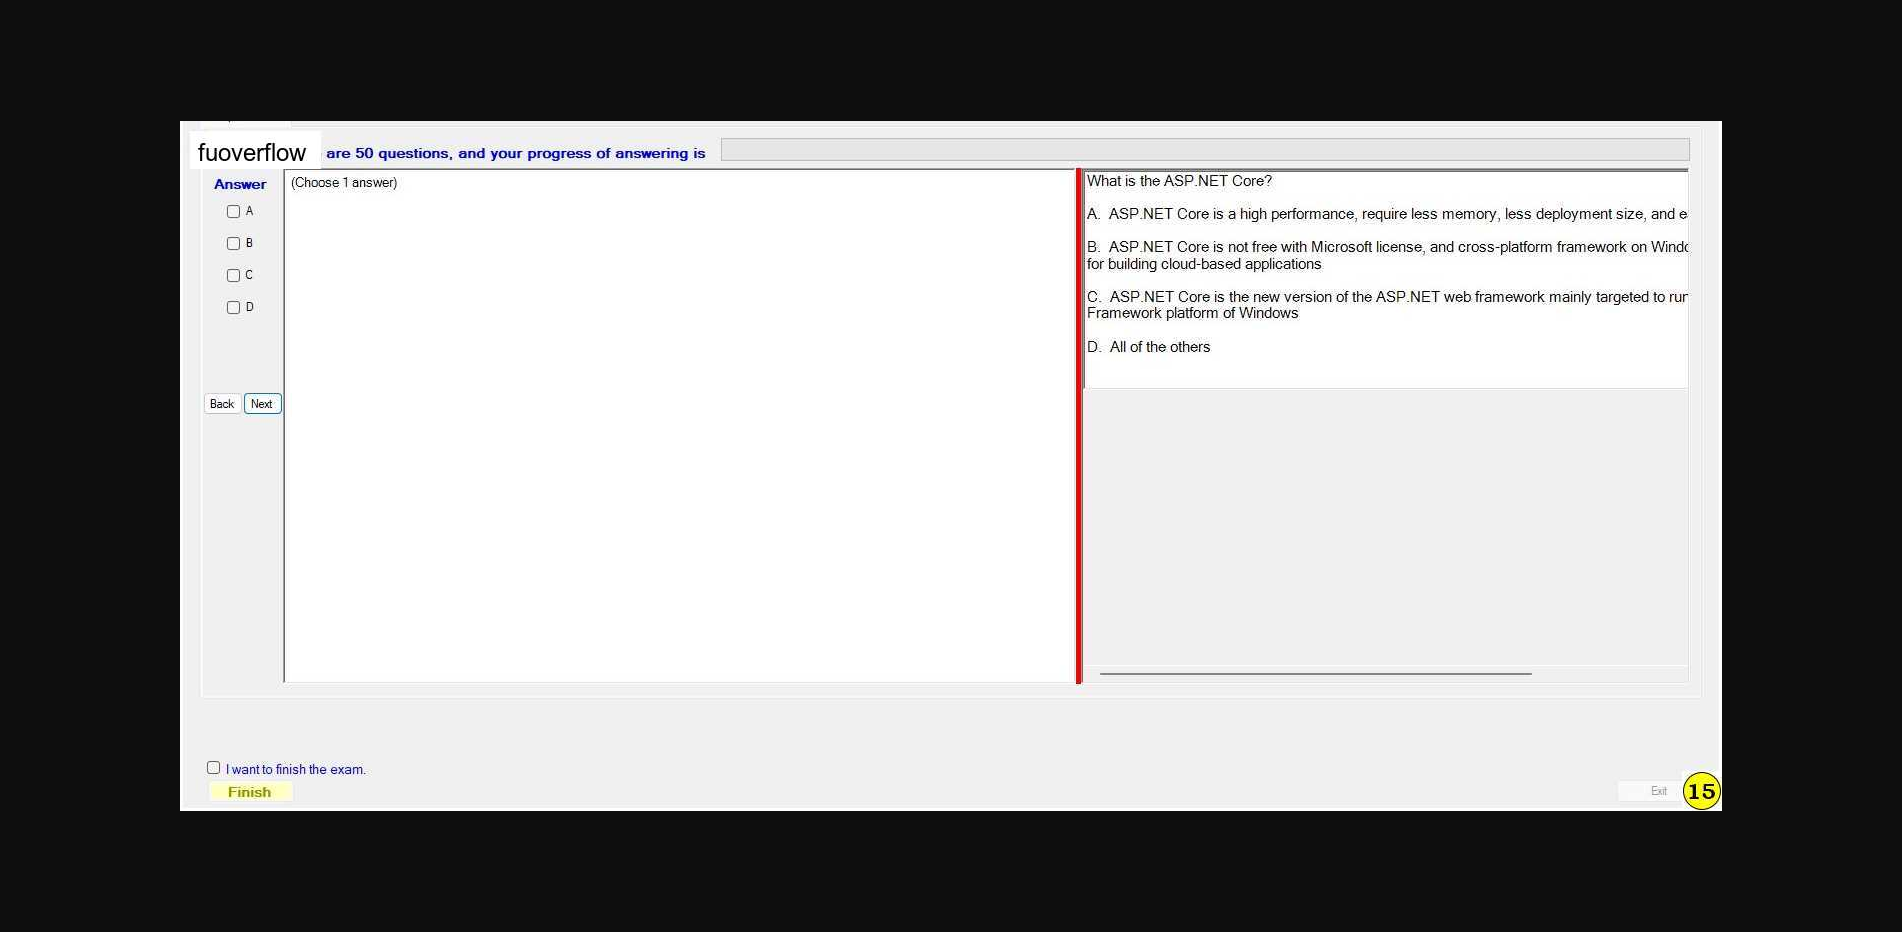 fuoverflow are 50 questions, and your progress of answering is
Answer
A
B
C
D
Back Next
(Choose 1 answer)
What is the ASP.NET Core?
A. ASP.NET Core is a high performance, require less memory, less deployment size, and e
B. ASP.NET Core is not free with Microsoft license, and cross-platform framework on Windo
for building cloud-based applications
C. ASP.NET Core is the new version of the ASP.NET web framework mainly targeted to run
Framework platform of Windows
D. All of the others
I want to finish the exam.
Finish
Exit
15